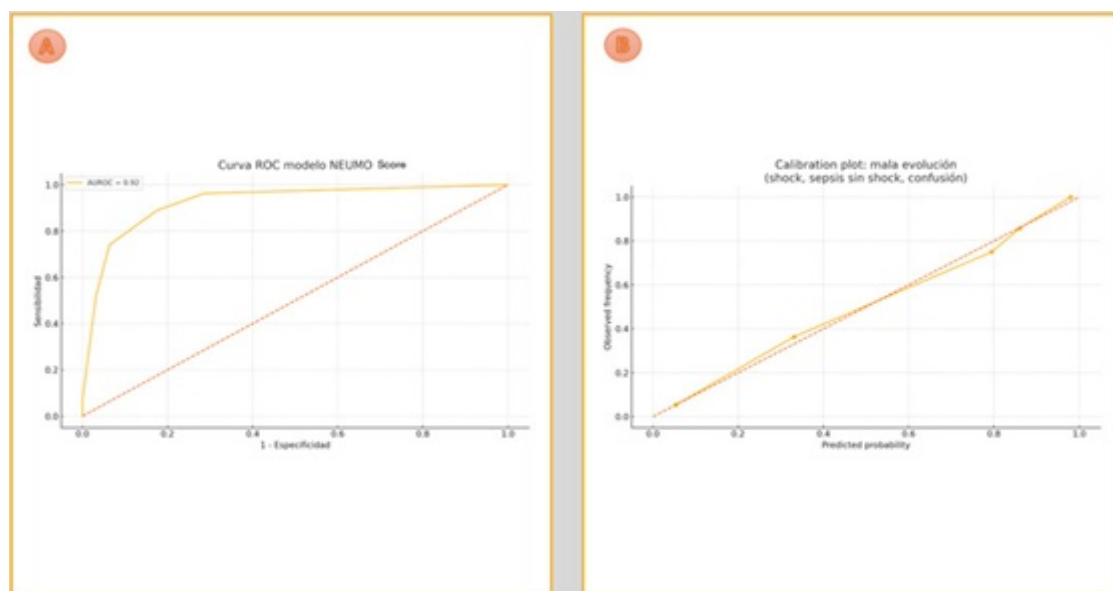 A
Curva ROC modelo NEUMO Score
AUROC = 0.92
Sensibilidad
1.0
0.8
0.6
0.4
0.2
0.0
0.0 0.2 0.4 0.6 0.8 1.0
1 - Especificidad
B
Calibration plot: mala evolución
(shock, sepsis sin shock, confusión)
Observed frequency
1.0
0.8
0.6
0.4
0.2
0.0
0.0 0.2 0.4 0.6 0.8 1.0
Predicted probability